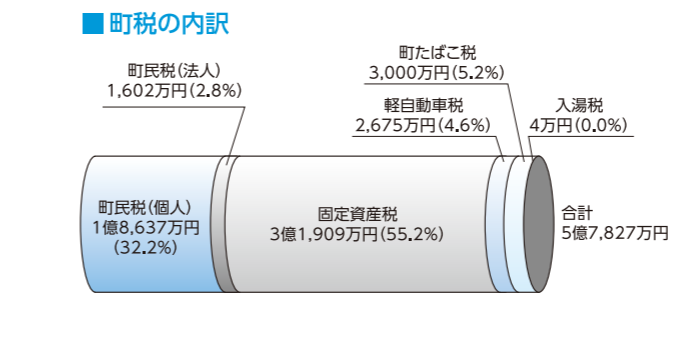 ■町税の内訳
町たばこ税
3,000万円(5.2%)
町民税(法人)
1,602万円(2.8%)
軽自動車税
2,675万円(4.6%)
入湯税
4万円(0.0%)
町民税(個人)
1億8,637万円
(32.2%)
固定資産税
3億1,909万円(55.2%)
合計
5億7,827万円